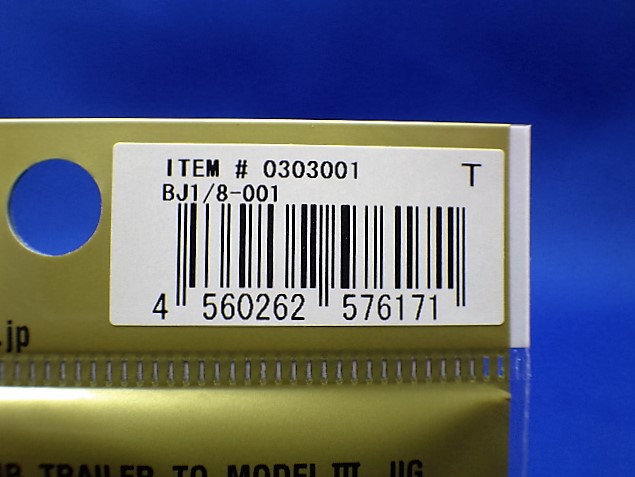 ITEM # 0303001
T
BJ1/8-001
4 560262 576171
.jp
TRAILER TO MODEL III JIG